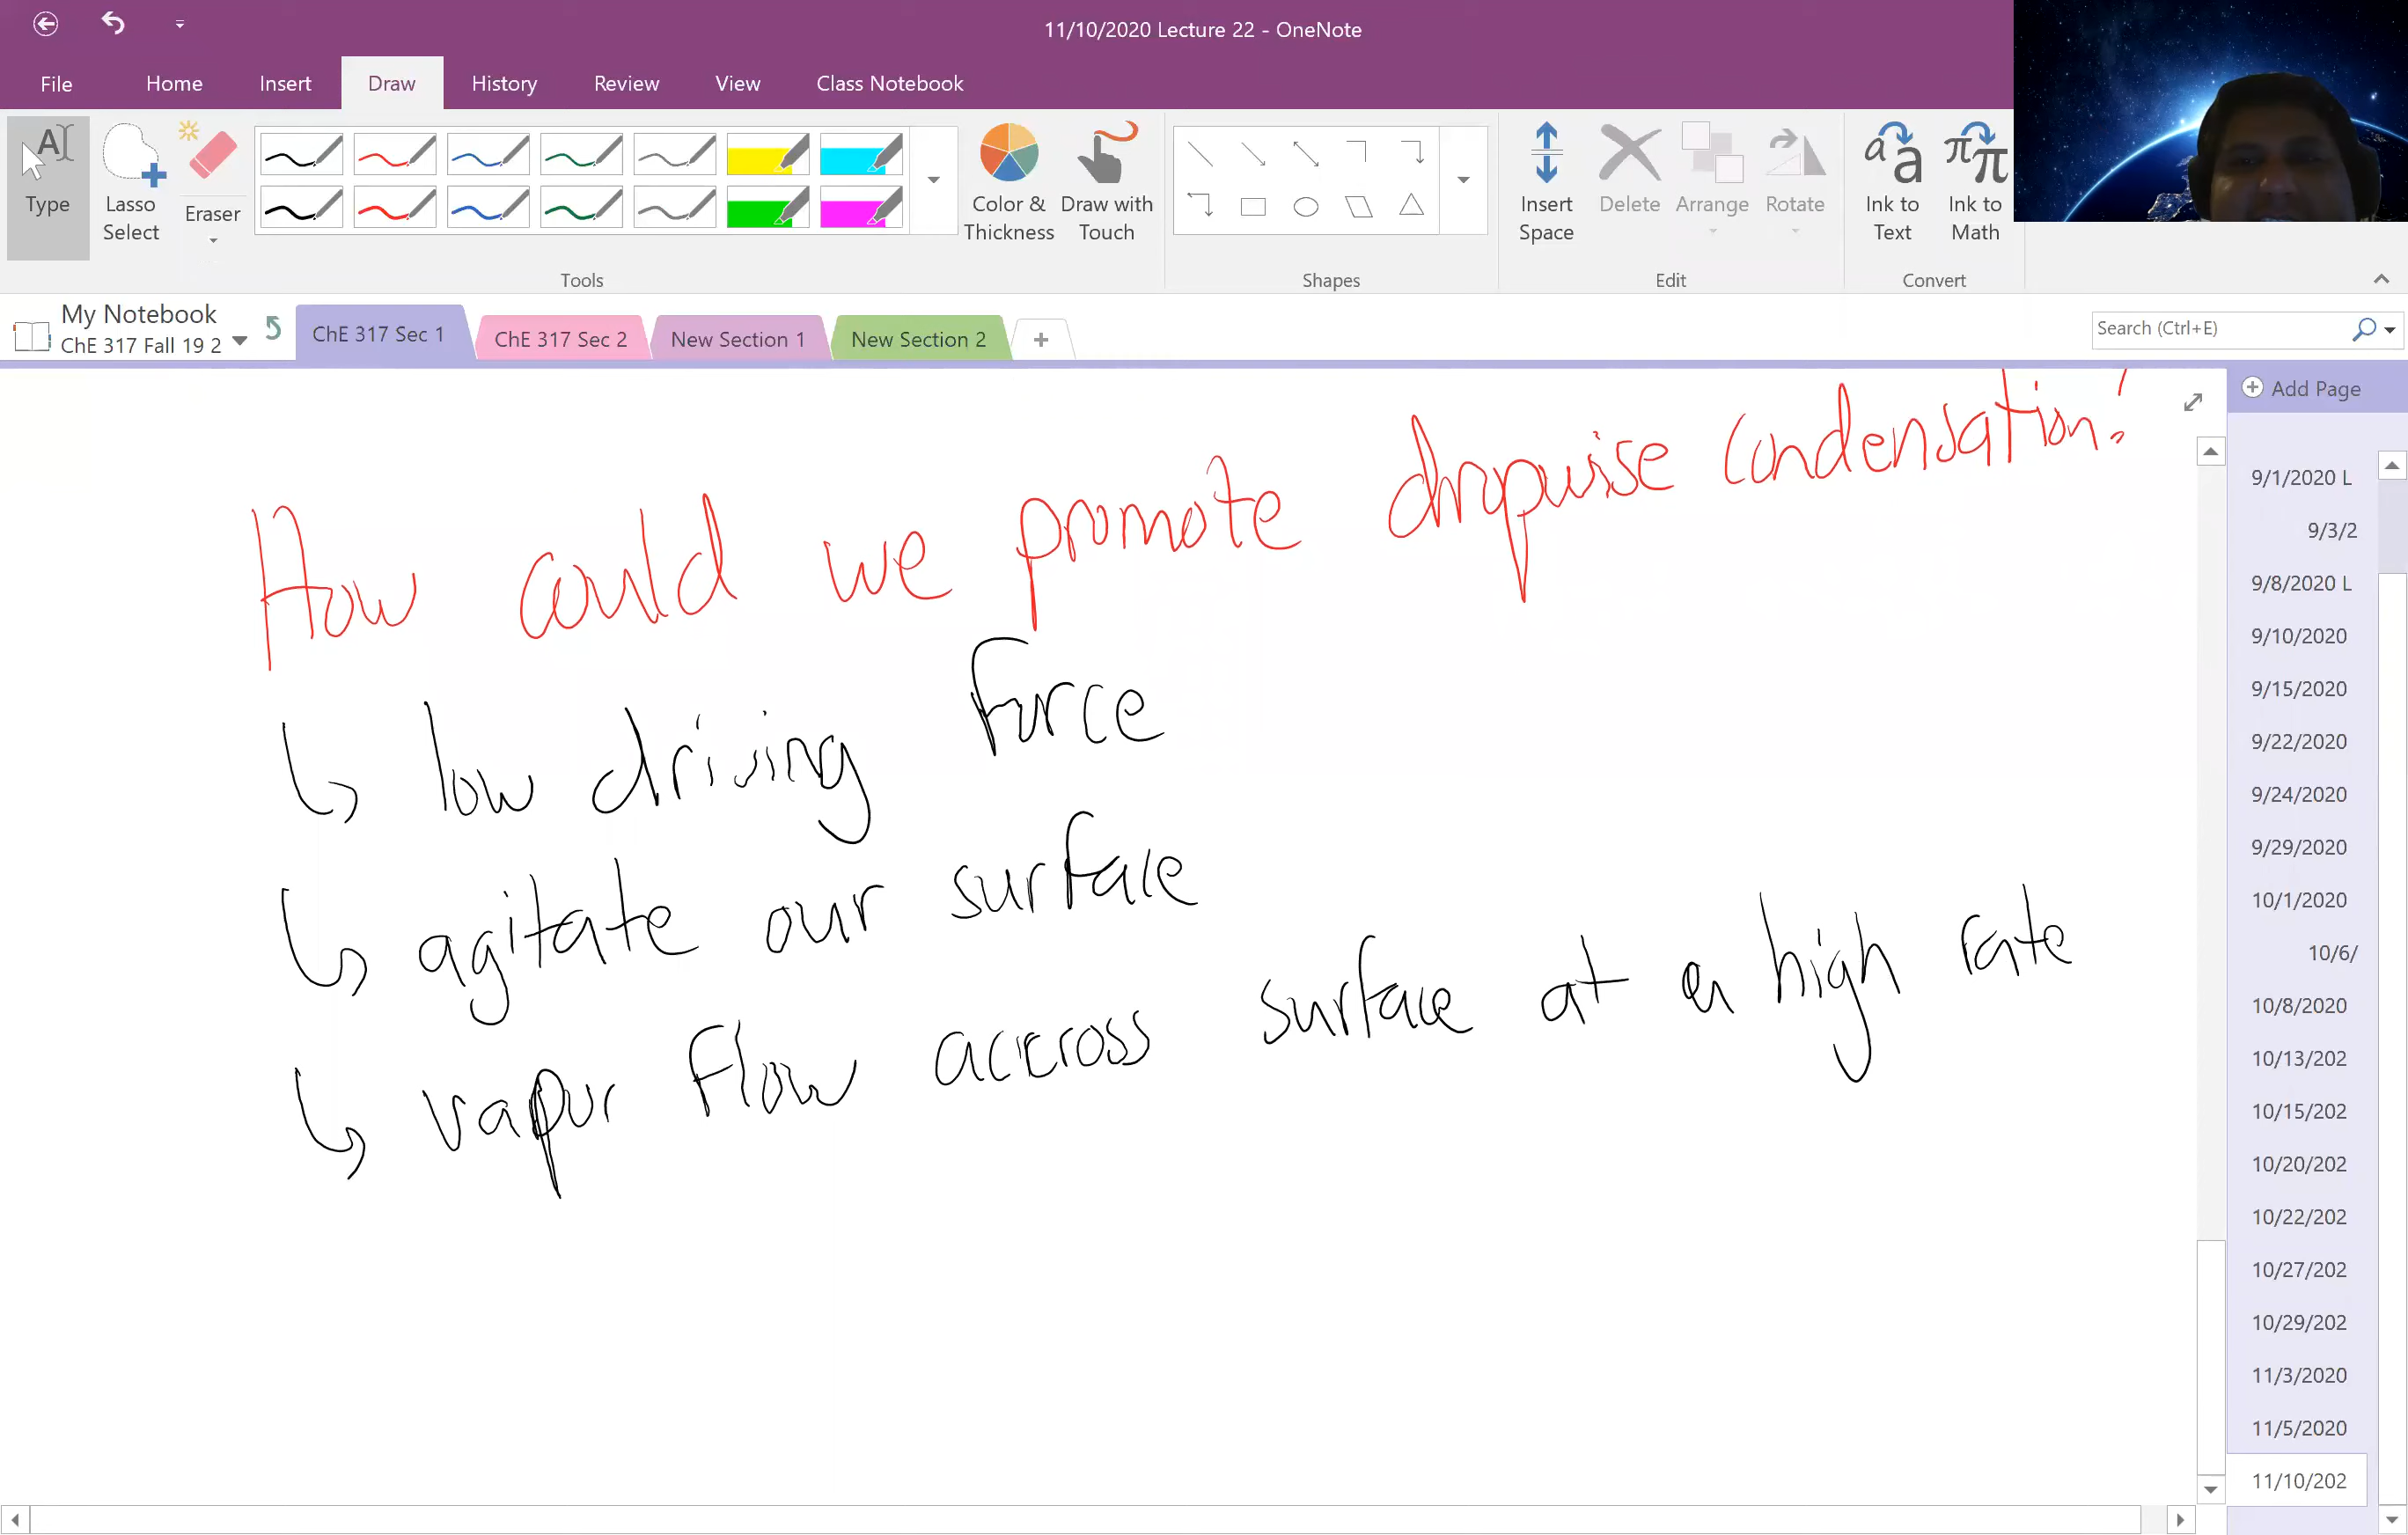 11/10/2020 Lecture 22 - OneNote
File Home Insert Draw History Review View Class Notebook
Type
Lasso Select
Eraser
Color & Thickness
Draw with Touch
Insert Space
Delete
Arrange
Rotate
Ink to Text
Ink to Math
Tools Shapes Edit Convert
My Notebook
ChE 317 Fall 19 2
ChE 317 Sec 1
ChE 317 Sec 2
New Section 1
New Section 2
Search (Ctrl+E)
Add Page
How could we promote dropwise condensation?
low driving force
agitate our surface
vapor flow accross surface at a high rate
9/1/2020 L
9/3/2
9/8/2020 L
9/10/2020
9/15/2020
9/22/2020
9/24/2020
9/29/2020
10/1/2020
10/6/
10/8/2020
10/13/202
10/15/202
10/20/202
10/22/202
10/27/202
10/29/202
11/3/2020
11/5/2020
11/10/202